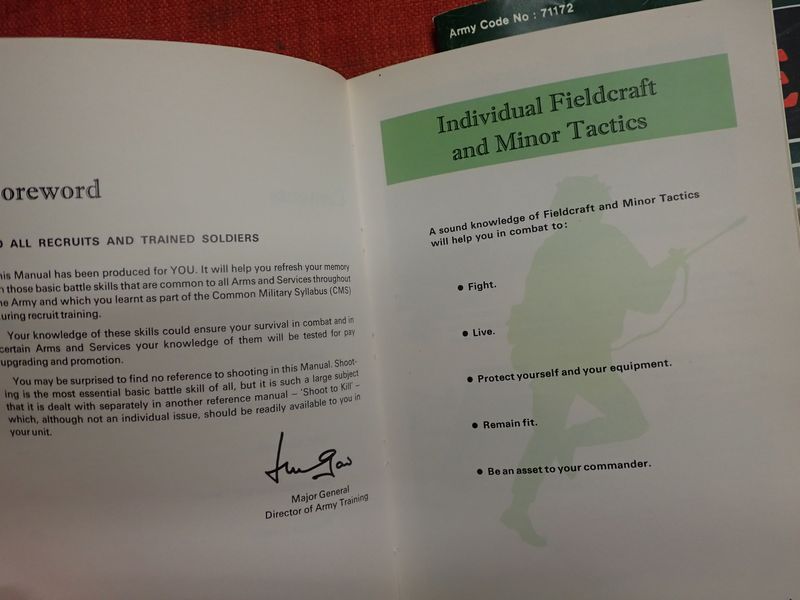 Army Code No : 71172
oreword
ALL RECRUITS AND TRAINED SOLDIERS
his Manual has been produced for YOU. It will help you refresh your memory
n those basic battle skills that are common to all Arms and Services throughout
he Army and which you learnt as part of the Common Military Syllabus (CMS)
uring recruit training.
Your knowledge of these skills could ensure your survival in combat and in
certain Arms and Services your knowledge of them will be tested for pay
upgrading and promotion.
You may be surprised to find no reference to shooting in this Manual. Shoot-
ing is the most essential basic battle skill of all, but it is such a large subject
that it is dealt with separately in another reference manual – 'Shoot to Kill' –
which, although not an individual issue, should be readily available to you in
your unit.
Major General
Director of Army Training
Individual Fieldcraft
and Minor Tactics
A sound knowledge of Fieldcraft and Minor Tactics
will help you in combat to:
● Fight.
● Live.
● Protect yourself and your equipment.
● Remain fit.
● Be an asset to your commander.